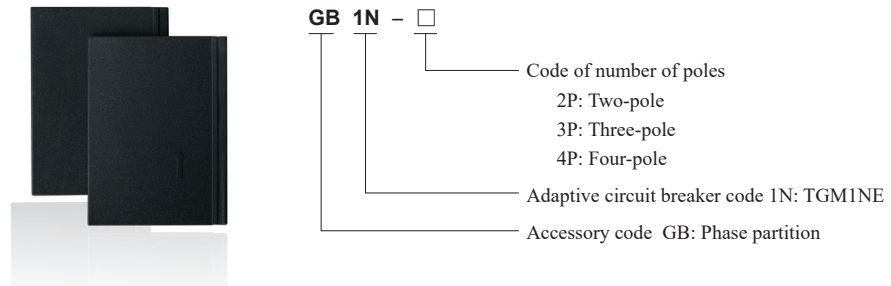 GB 1N – □
Code of number of poles
2P: Two-pole
3P: Three-pole
4P: Four-pole
Adaptive circuit breaker code 1N: TGM1NE
Accessory code GB: Phase partition